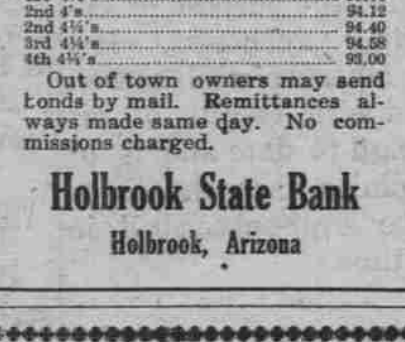 2nd 4's.............................. 94.12
2nd 4¼'s.............................. 94.40
3rd 4¼'s.............................. 94.58
4th 4¼'s.............................. 93.00
Out of town owners may send
bonds by mail. Remittances al-
ways made same day. No com-
missions charged.
Holbrook State Bank
Holbrook, Arizona